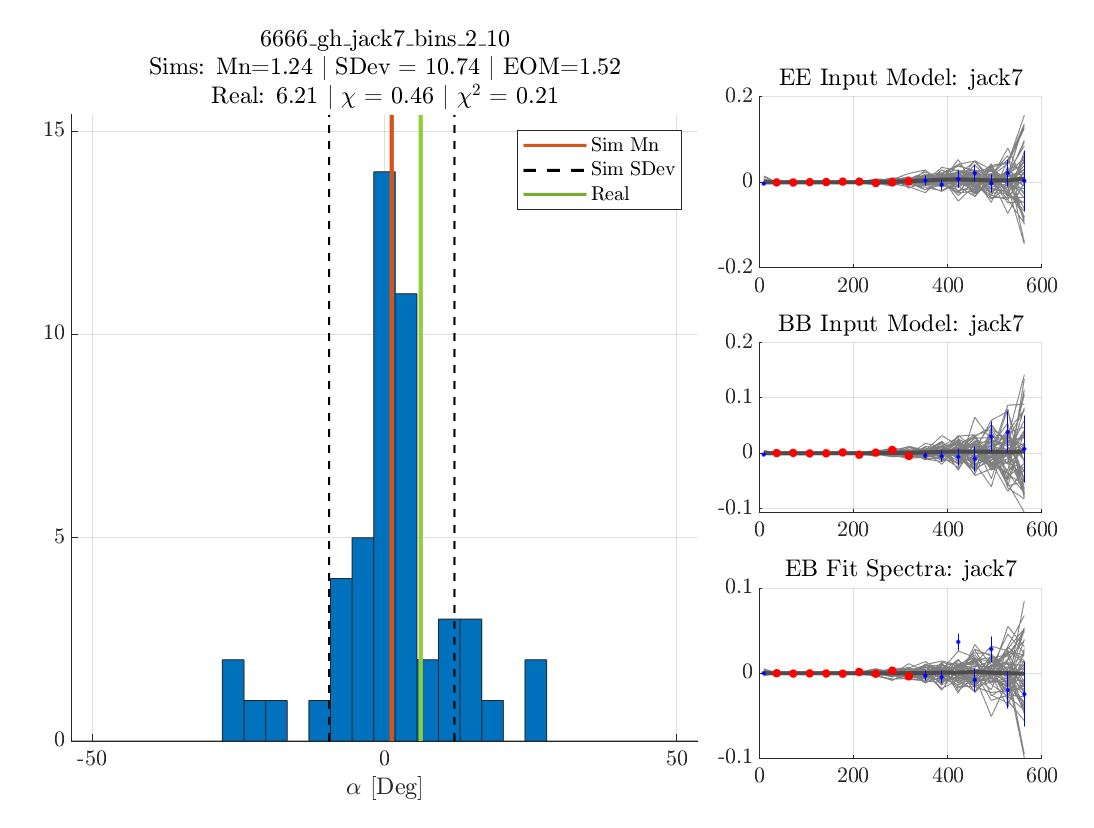 6666_gh_jack7_bins_2_10
Sims: Mn=1.24 | SDev = 10.74 | EOM=1.52
Real: 6.21 | χ = 0.46 | χ² = 0.21
15
10
5
0
-50
0
50
α [Deg]
Sim Mn
Sim SDev
Real
EE Input Model: jack7
0.2
0
-0.2
0
200
400
600
BB Input Model: jack7
0.2
0.1
0
-0.1
0
200
400
600
EB Fit Spectra: jack7
0.1
0
-0.1
0
200
400
600